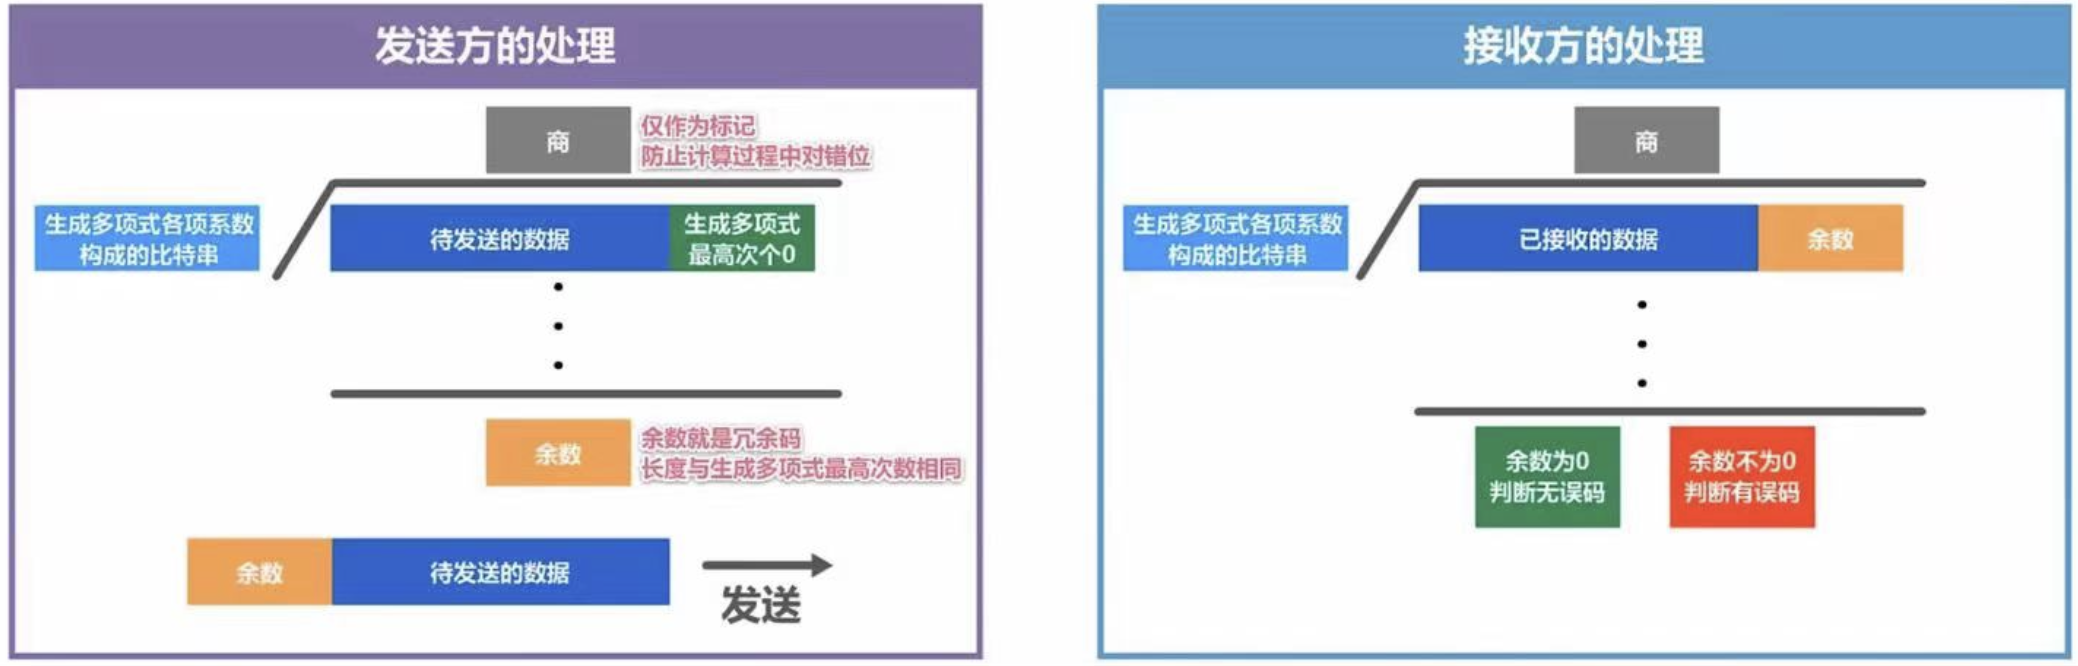 发送方的处理
商
仅作为标记
防止计算过程中对错位
生成多项式各项系数
构成的比特串
待发送的数据
生成多项式
最高次个0
余数
余数就是冗余码
长度与生成多项式最高次数相同
余数
待发送的数据
发送
接收方的处理
商
生成多项式各项系数
构成的比特串
已接收的数据
余数
余数为0
判断无误码
余数不为0
判断有误码